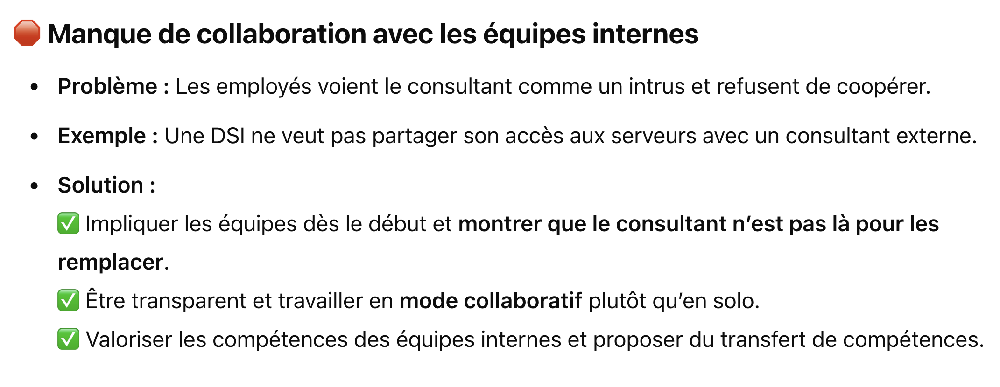 🛑 Manque de collaboration avec les équipes internes
• Problème : Les employés voient le consultant comme un intrus et refusent de coopérer.
• Exemple : Une DSI ne veut pas partager son accès aux serveurs avec un consultant externe.
• Solution :
✅ Impliquer les équipes dès le début et montrer que le consultant n’est pas là pour les
remplacer.
✅ Être transparent et travailler en mode collaboratif plutôt qu’en solo.
✅ Valoriser les compétences des équipes internes et proposer du transfert de compétences.